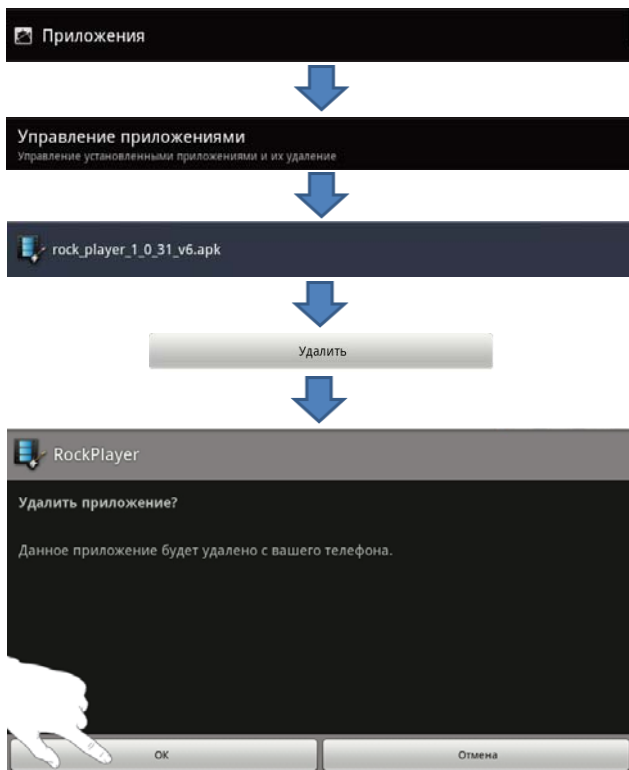 Приложения
Управление приложениями
Управление установленными приложениями и их удаление
rock_player_1_0_31_v6.apk
Удалить
RockPlayer
Удалить приложение?
Данное приложение будет удалено с вашего телефона.
ОК
Отмена